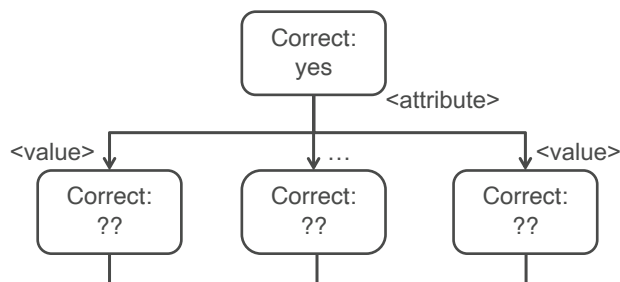 Correct:
yes
<attribute>
<value>
...
<value>
Correct:
??
Correct:
??
Correct:
??